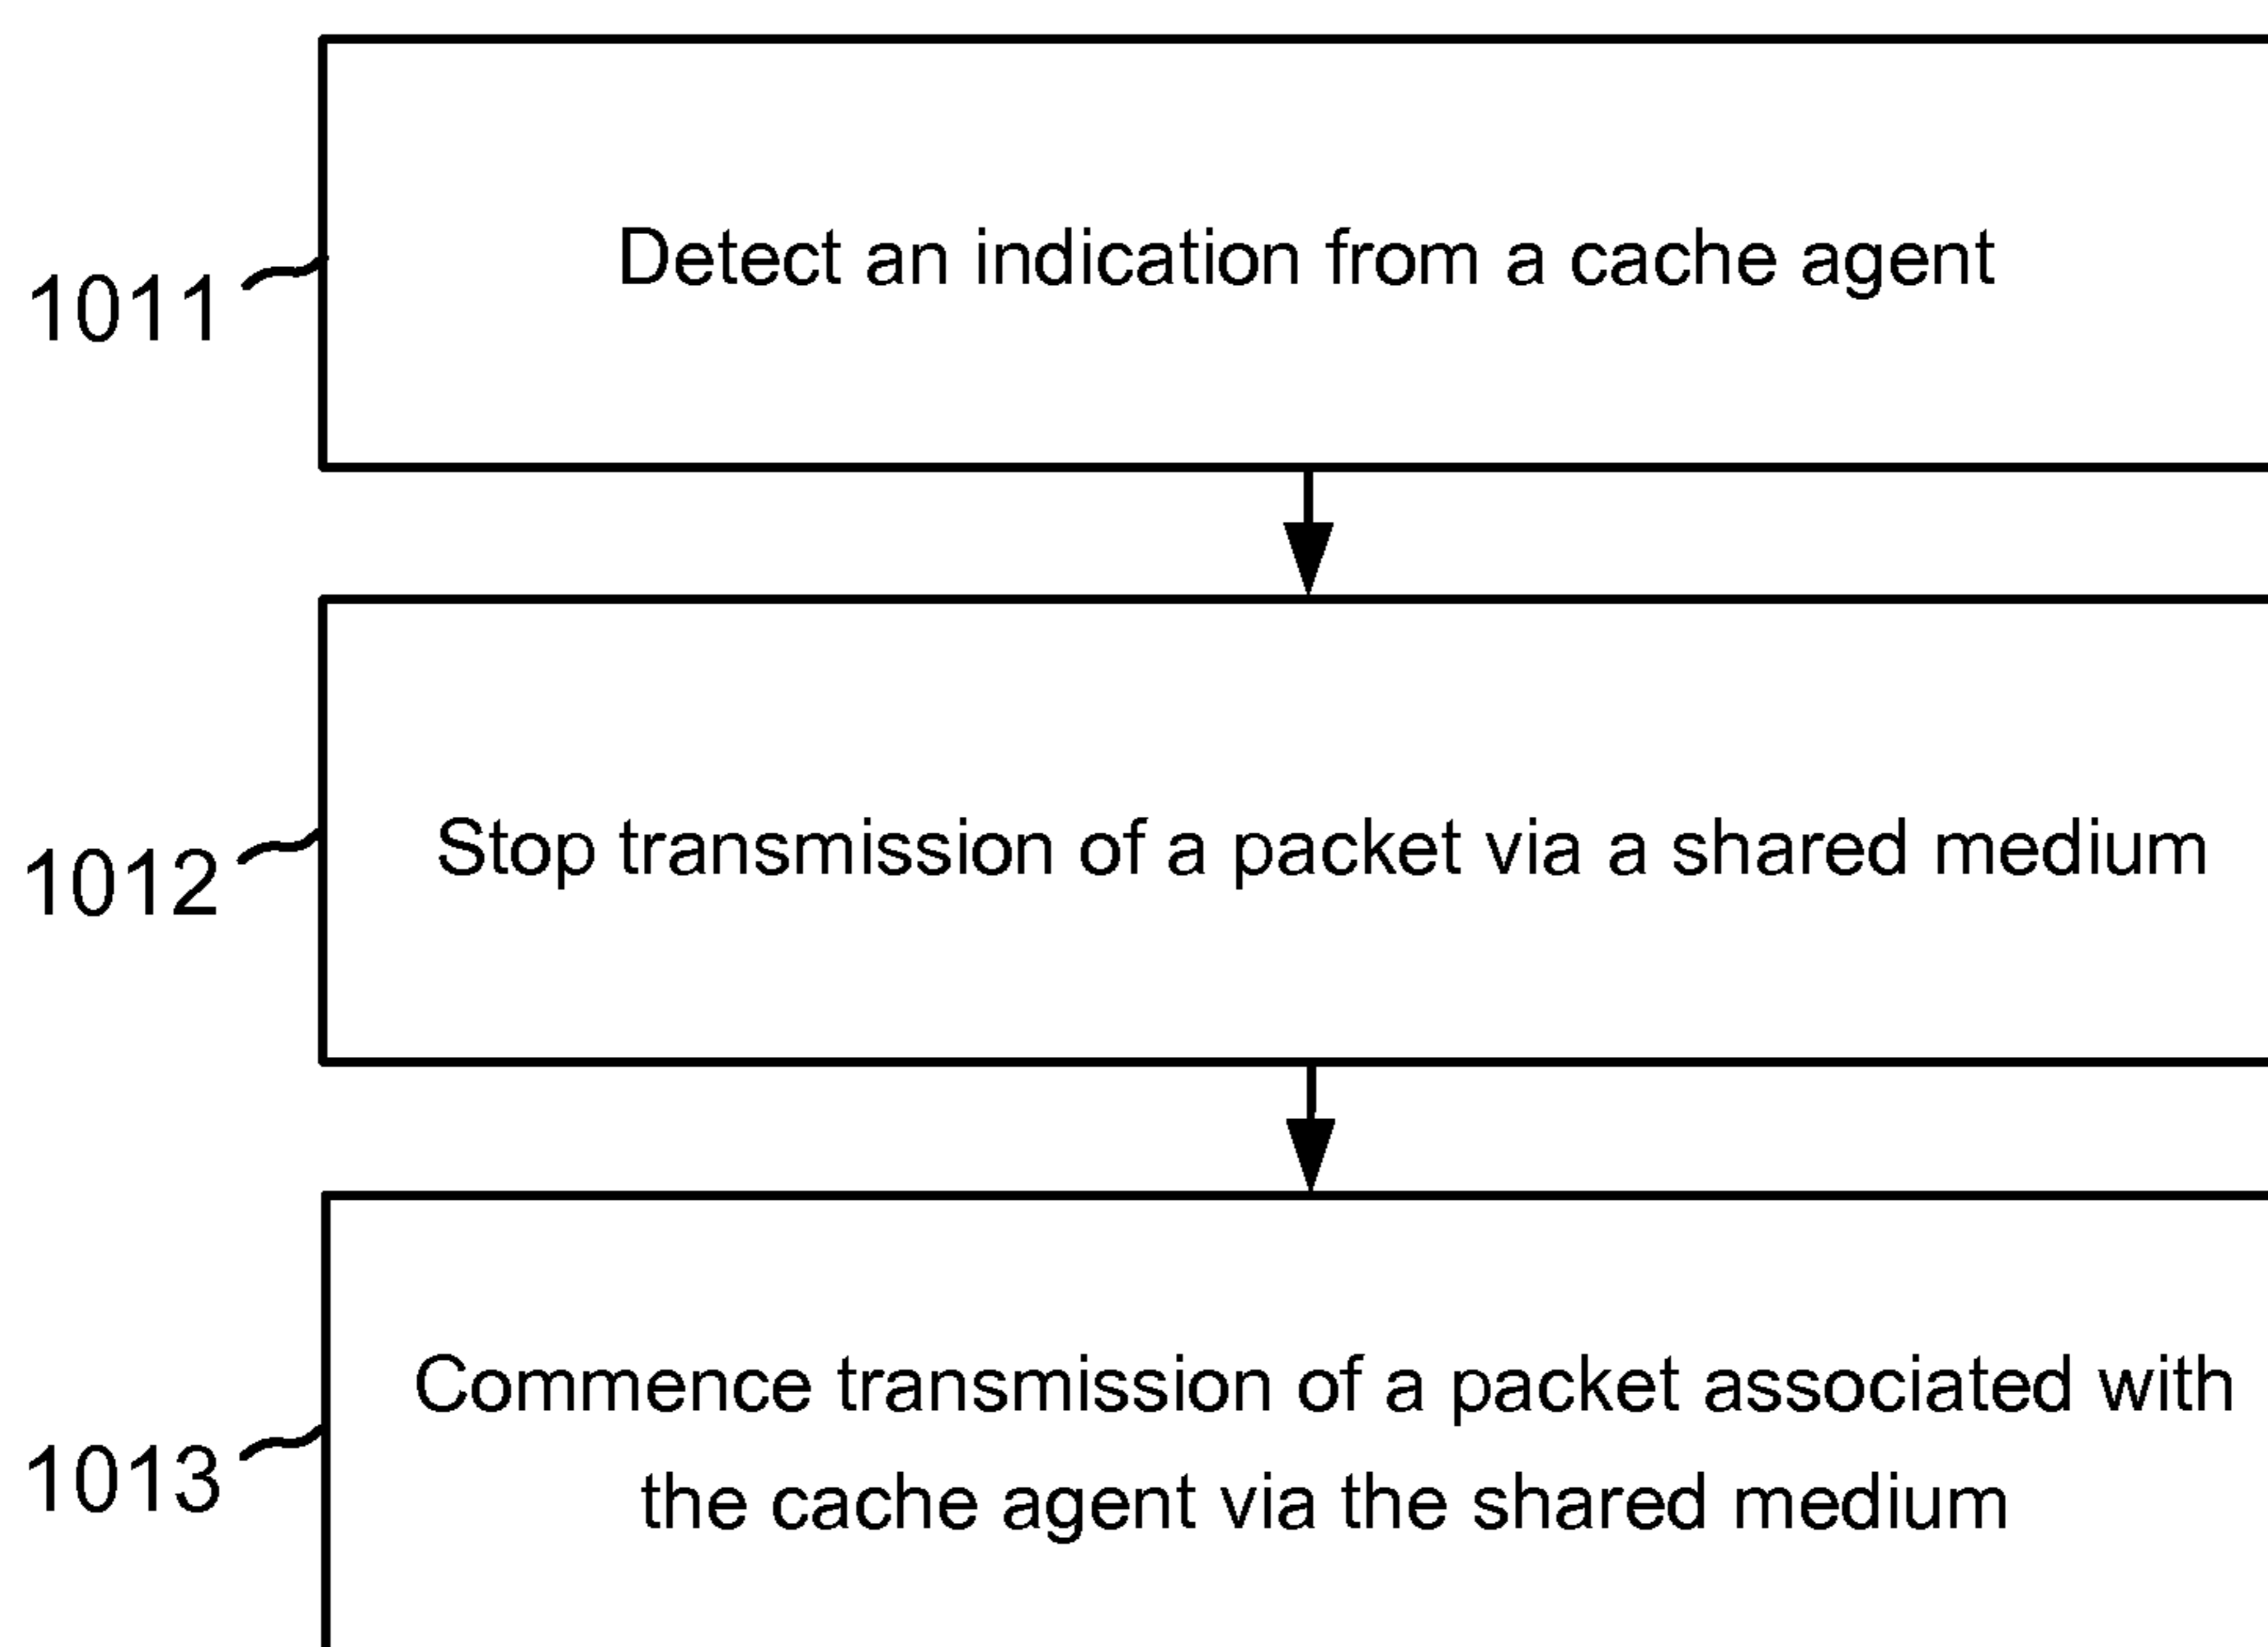 Detect an indication from a cache agent
1011
Stop transmission of a packet via a shared medium
1012
Commence transmission of a packet associated with
the cache agent via the shared medium
1013